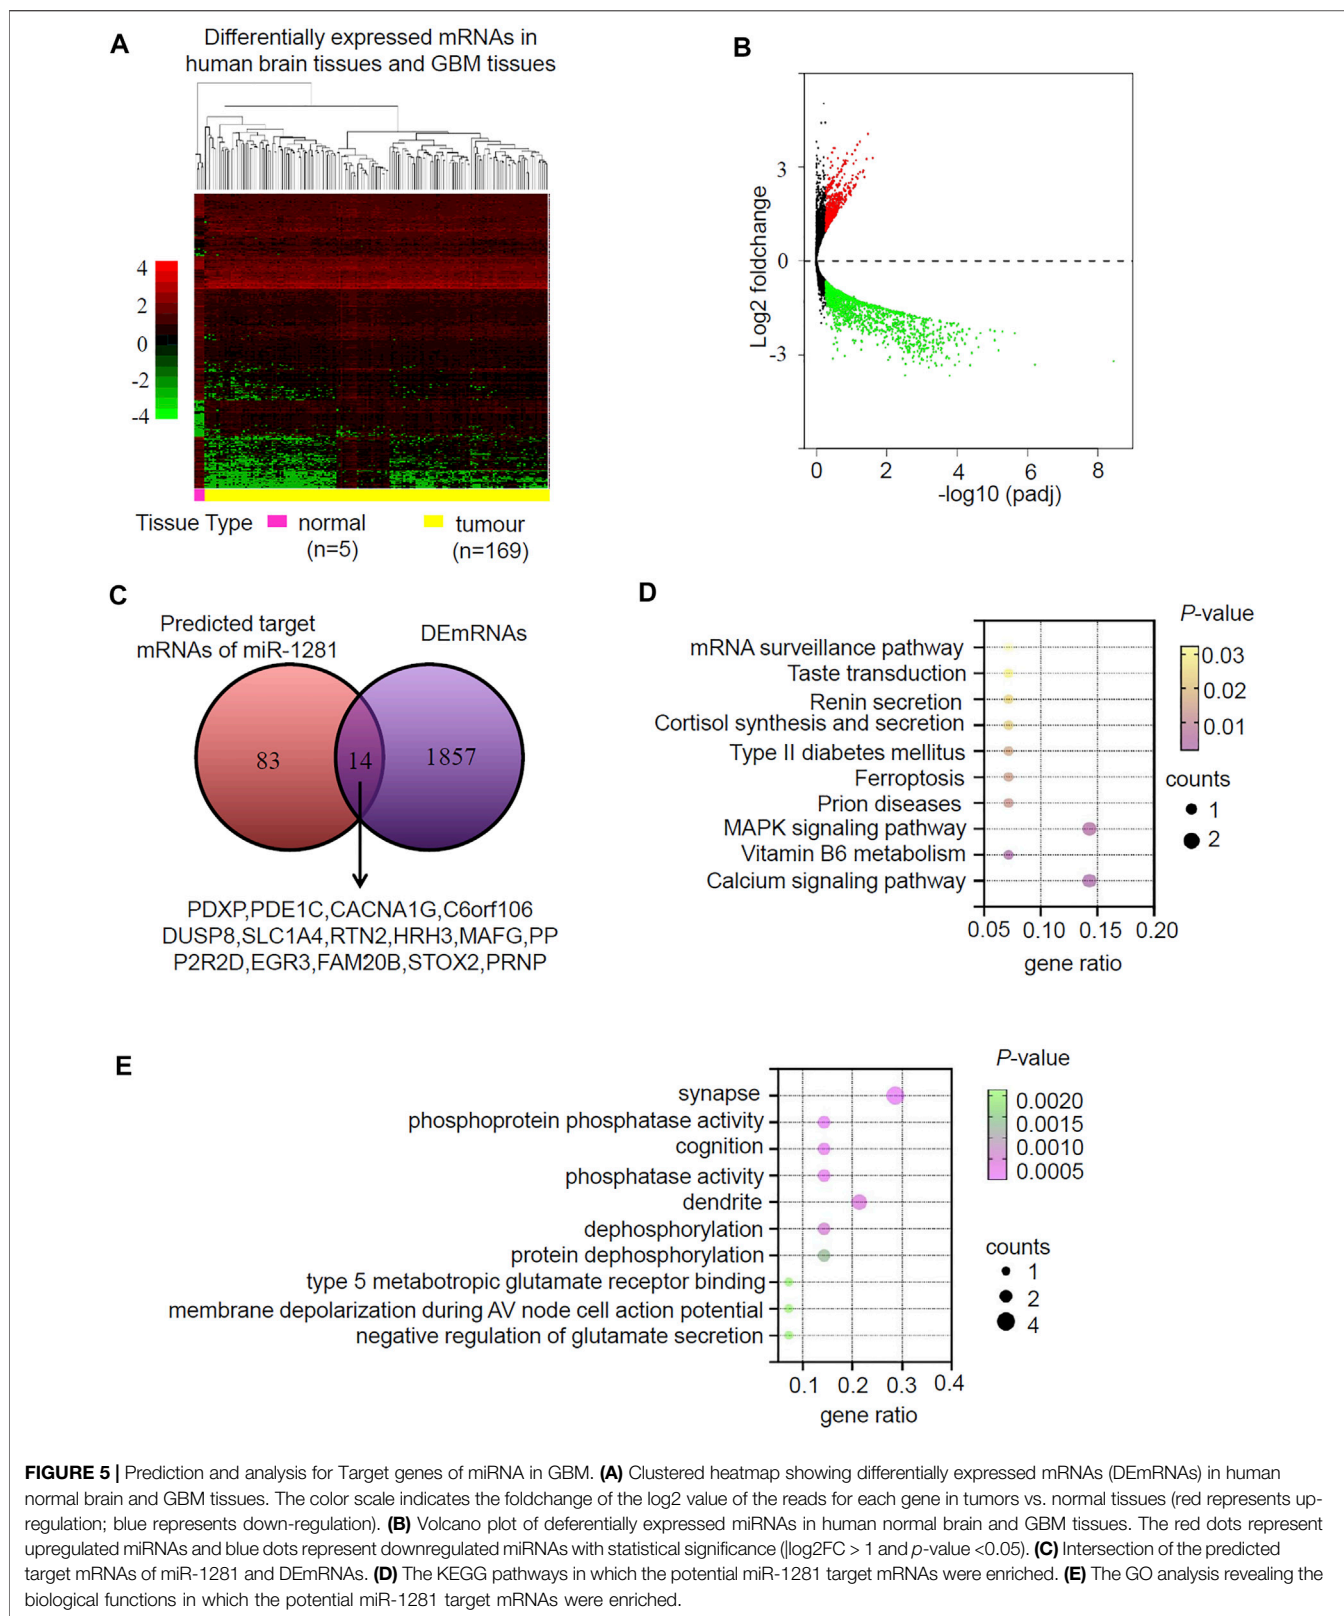 A
Differentially expressed mRNAs in
human brain tissues and GBM tissues
4
2
0
-2
-4
Tissue Type
normal
(n=5)
tumour
(n=169)
B
Log2 foldchange
3
0
-3
0 2 4 6 8
-log10 (padj)
C
Predicted target
mRNAs of miR-1281
DEmRNAs
83
14
1857
PDXP,PDE1C,CACNA1G,C6orf106
DUSP8,SLC1A4,RTN2,HRH3,MAFG,PP
P2R2D,EGR3,FAM20B,STOX2,PRNP
D
mRNA surveillance pathway
Taste transduction
Renin secretion
Cortisol synthesis and secretion
Type II diabetes mellitus
Ferroptosis
Prion diseases
MAPK signaling pathway
Vitamin B6 metabolism
Calcium signaling pathway
0.05 0.10 0.15 0.20
gene ratio
P-value
0.03
0.02
0.01
counts
1
2
E
synapse
phosphoprotein phosphatase activity
cognition
phosphatase activity
dendrite
dephosphorylation
protein dephosphorylation
type 5 metabotropic glutamate receptor binding
membrane depolarization during AV node cell action potential
negative regulation of glutamate secretion
0.1 0.2 0.3 0.4
gene ratio
P-value
0.0020
0.0015
0.0010
0.0005
counts
1
2
4
FIGURE 5 | Prediction and analysis for Target genes of miRNA in GBM. (A) Clustered heatmap showing differentially expressed mRNAs (DEmRNAs) in human
normal brain and GBM tissues. The color scale indicates the foldchange of the log2 value of the reads for each gene in tumors vs. normal tissues (red represents up-
regulation; blue represents down-regulation). (B) Volcano plot of deferentially expressed miRNAs in human normal brain and GBM tissues. The red dots represent
upregulated miRNAs and blue dots represent downregulated miRNAs with statistical significance (|log2FC > 1 and p-value <0.05). (C) Intersection of the predicted
target mRNAs of miR-1281 and DEmRNAs. (D) The KEGG pathways in which the potential miR-1281 target mRNAs were enriched. (E) The GO analysis revealing the
biological functions in which the potential miR-1281 target mRNAs were enriched.